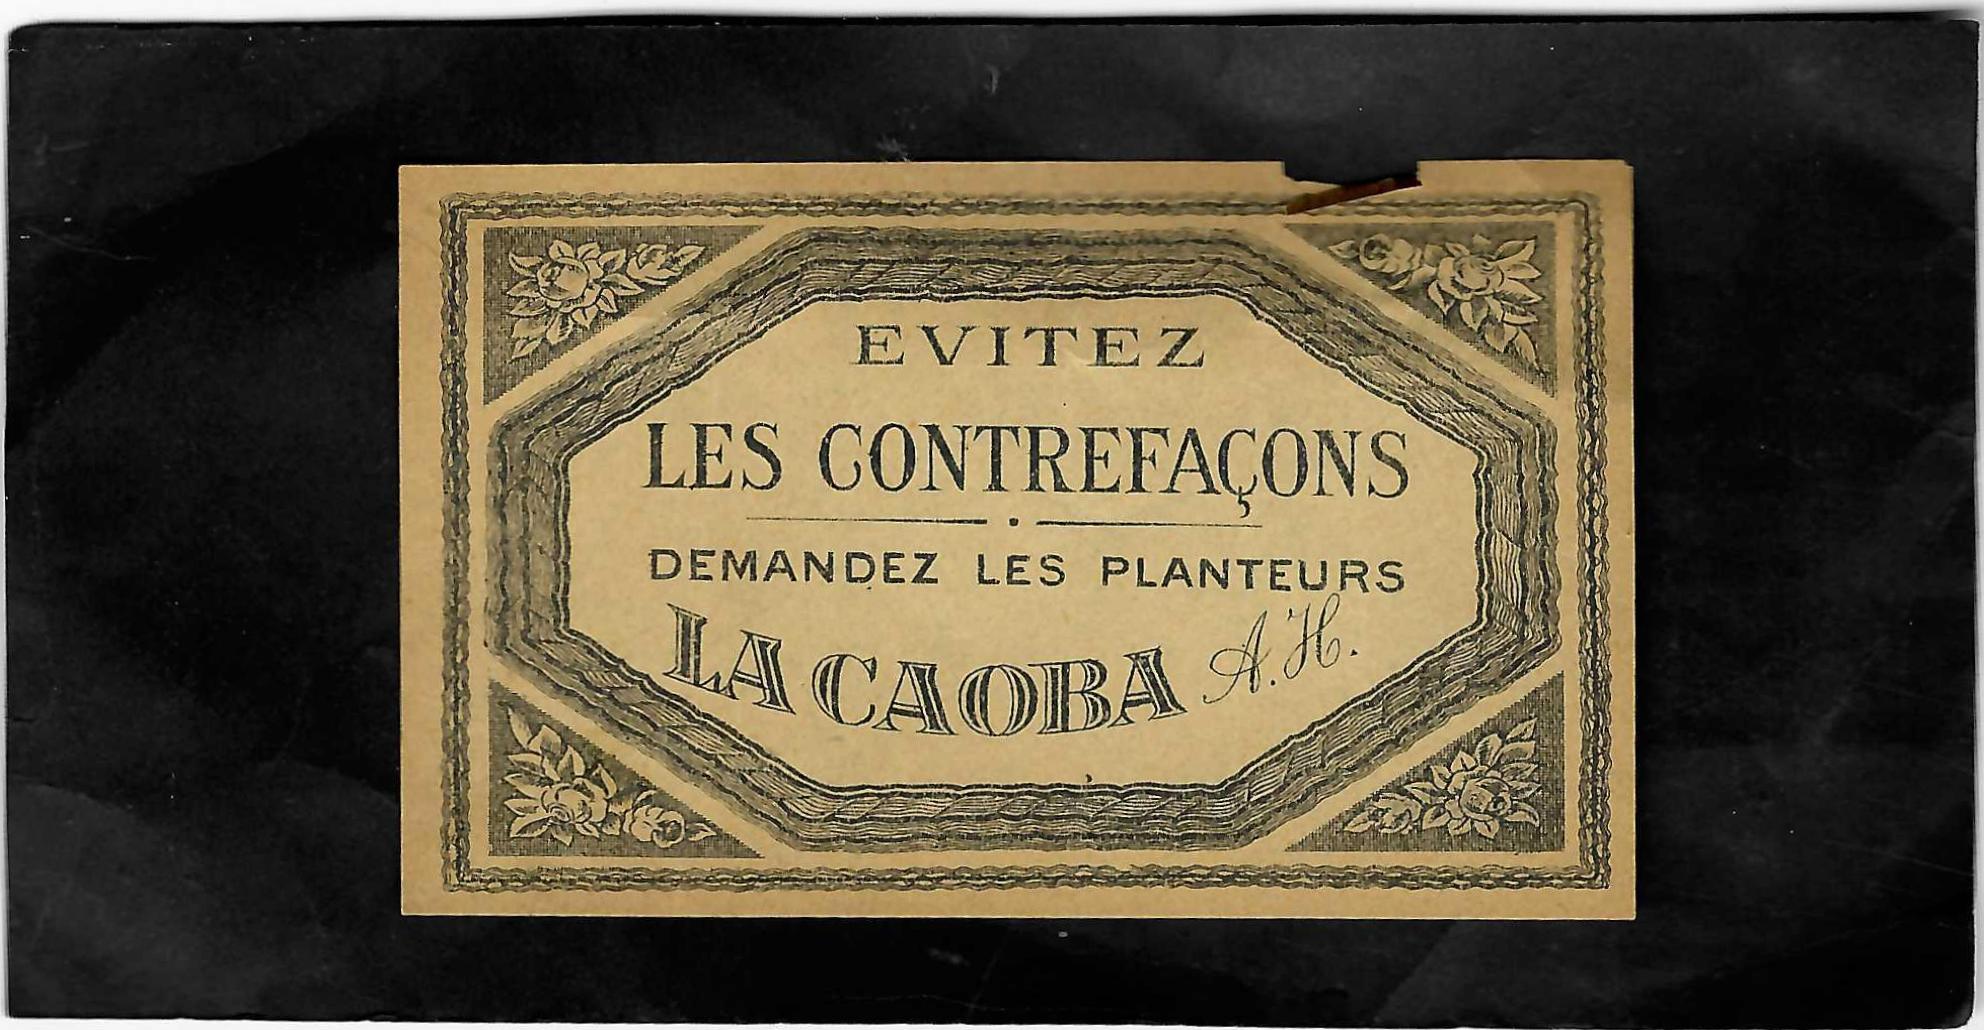 EVITEZ
LES CONTREFAÇONS
DEMANDEZ LES PLANTEURS
LA CAOBA A.H.